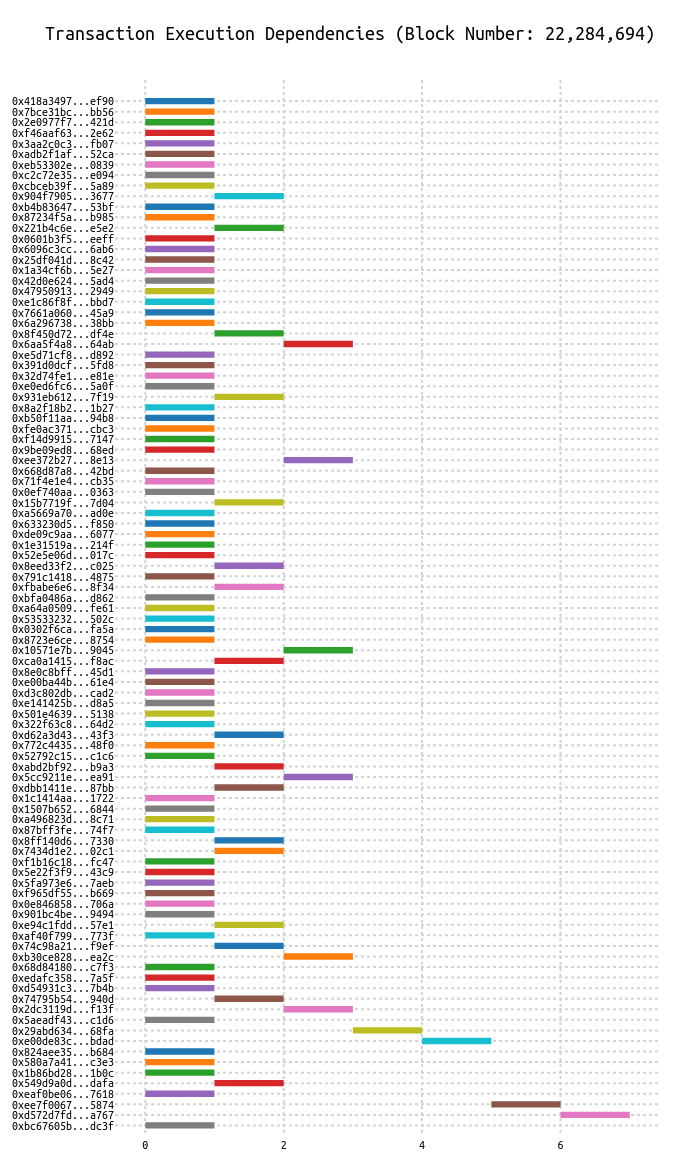 Transaction Execution Dependencies (Block Number: 22,284,694)
0x418a3497...ef90
0x7bce31bc...bb56
0x2e0977f7...421d
0xf46aaf63...2e62
0x3aa2c0c3...fb07
0xadb2f1af...52ca
0xeb53302e...0839
0xc2c72e35...e094
0xcbceb39f...5a89
0x904f7905...3677
0xb4b83647...53bf
0x87234f5a...b985
0x221b4c6e...e5e2
0x0601b3f5...eeff
0x6096c3cc...6ab6
0x25df041d...8c42
0x1a34cf6b...5e27
0x42d0e624...5ad4
0x47950913...2949
0xe1c86f8f...bbd7
0x7661a060...45a9
0x6a296738...38bb
0x8f450d72...df4e
0x6aa5f4a8...64ab
0xe5d71cf8...d892
0x391d0dcf...5fd8
0x32d74fe1...e81e
0xe0ed6fc6...5a0f
0x931eb612...7f19
0x8a2f18b2...1b27
0xb50f11aa...94b8
0xfe0ac371...cbc3
0xf14d9915...7147
0x9be09ed8...68ed
0xee372b27...8e13
0x668d87a8...42bd
0x71f4e1e4...cb35
0x0ef740aa...0363
0x15b7719f...7d04
0xa5669a70...ad0e
0x633230d5...f850
0xde09c9aa...6077
0x1e31519a...214f
0x52e5e06d...017c
0x8eed33f2...c025
0x791c1418...4875
0xfbabe6e6...8f34
0xbfa0486a...d862
0xa64a0509...fe61
0x53533232...502c
0x0302f6ca...fa5a
0x8723e6ce...8754
0x10571e7b...9045
0xca0a1415...f8ac
0x8e0c8bff...45d1
0xe00ba44b...61e4
0xd3c802db...cad2
0xe141425b...d8a5
0x501e4639...5138
0x322f63c8...64d2
0xd62a3d43...43f3
0x772c4435...48f0
0x52792c15...c1c6
0xabd2bf92...b9a3
0x5cc9211e...ea91
0xdbb1411e...87bb
0x1c1414aa...1722
0x1507b652...6844
0xa496823d...8c71
0x87bff3fe...74f7
0x8ff140d6...7330
0x7434d1e2...02c1
0xf1b16c18...fc47
0x5e22f3f9...43c9
0x5fa973e6...7aeb
0xf965df55...b669
0x0e846858...706a
0x901bc4be...9494
0xe94c1fdd...57e1
0xaf40f799...773f
0x74c98a21...f9ef
0xb30ce828...ea2c
0x68d84180...c7f3
0xedafc358...7a5f
0xd54931c3...7b4b
0x74795b54...940d
0x2dc3119d...f13f
0x5aeadf43...c1d6
0x29abd634...68fa
0xe00de83c...bdad
0x824aee35...b684
0x580a7a41...c3e3
0x1b86bd28...1b0c
0x549d9a0d...dafa
0xeaf0be06...7618
0xee7f0067...5874
0xd572d7fd...a767
0xbc67605b...dc3f
0 2 4 6